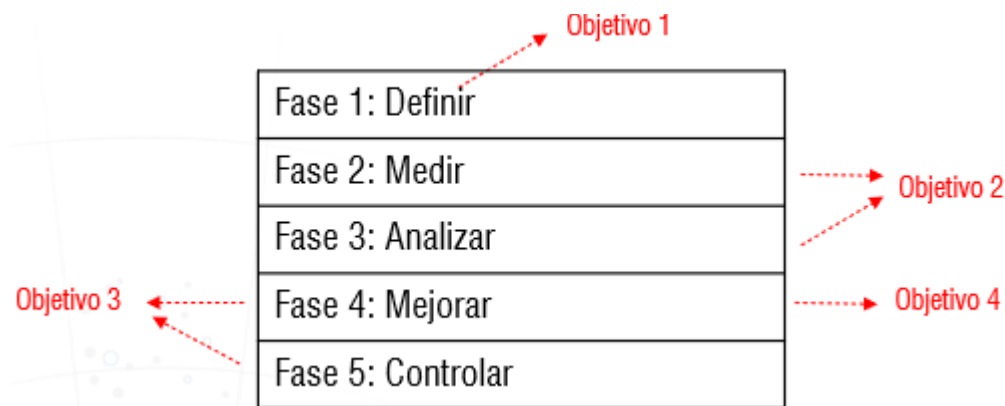 Objetivo 1
Fase 1: Definir
Fase 2: Medir
Objetivo 2
Fase 3: Analizar
Objetivo 3
Fase 4: Mejorar
Objetivo 4
Fase 5: Controlar